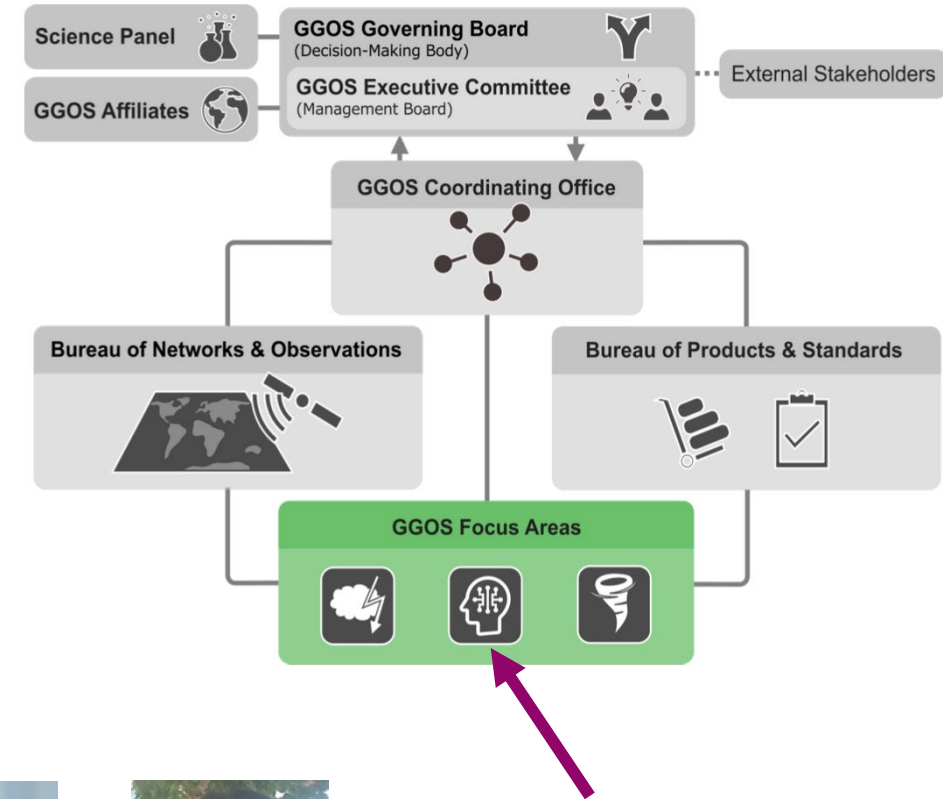 Science Panel
GGOS Affiliates
GGOS Governing Board
(Decision-Making Body)
GGOS Executive Committee
(Management Board)
External Stakeholders
GGOS Coordinating Office
Bureau of Networks & Observations
Bureau of Products & Standards
GGOS Focus Areas